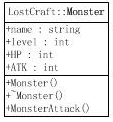 LostCraft::Monster
+name : string
+level : int
+HP : int
+ATK : int
+Monster()
+~Monster()
+MonsterAttack()